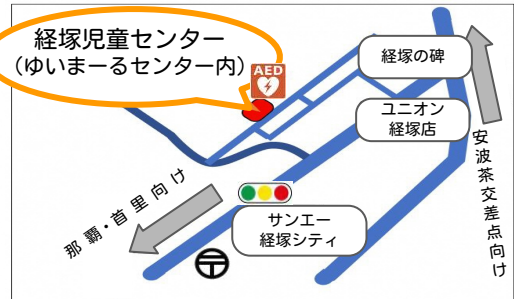 経塚児童センター
（ゆいまーるセンター内）
AED
経塚の碑
ユニオン
経塚店
安波茶交差点向け
那覇・首里向け
サンエー
経塚シティ
〒